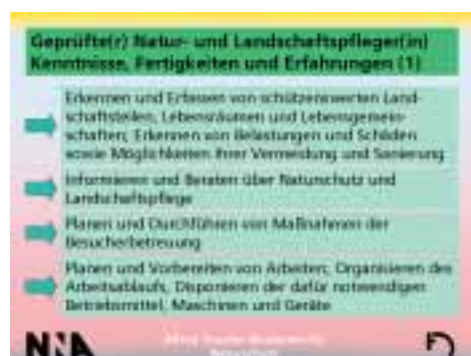 Geprüfte(r) Natur- und Landschaftspfleger(in)
Kenntnisse, Fertigkeiten und Erfahrungen (1)
Erkennen und Erfassen von schützenswerten Land-
schaftsteilen, Lebensräumen und Lebensgemein-
schaften; Erkennen von Belastungen und Schäden
sowie Möglichkeiten ihrer Vermeidung und Sanierung
Informieren und Beraten über Naturschutz und
Landschaftspflege
Planen und Durchführen von Maßnahmen der
Besucherbetreuung
Planen und Vorbereiten von Arbeiten; Organisieren des
Arbeitsablaufs, Disponieren der dafür notwendigen
Betriebsmittel, Maschinen und Geräte
NNA